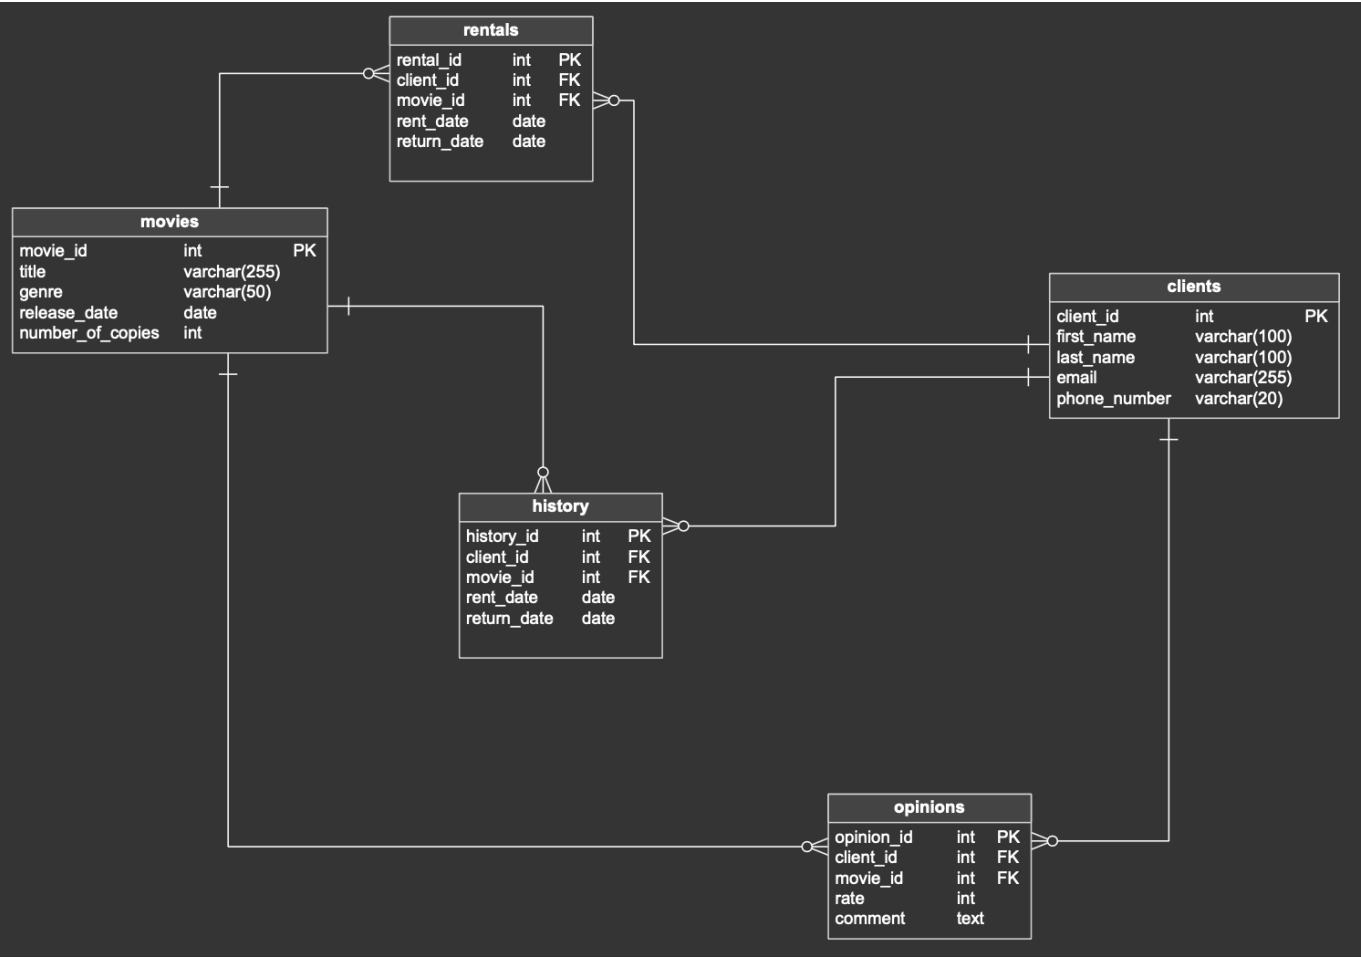 rentals
rental_id int PK
client_id int FK
movie_id int FK
rent_date date
return_date date
movies
movie_id int PK
title varchar(255)
genre varchar(50)
release_date date
number_of_copies int
clients
client_id int PK
first_name varchar(100)
last_name varchar(100)
email varchar(255)
phone_number varchar(20)
history
history_id int PK
client_id int FK
movie_id int FK
rent_date date
return_date date
opinions
opinion_id int PK
client_id int FK
movie_id int FK
rate int
comment text